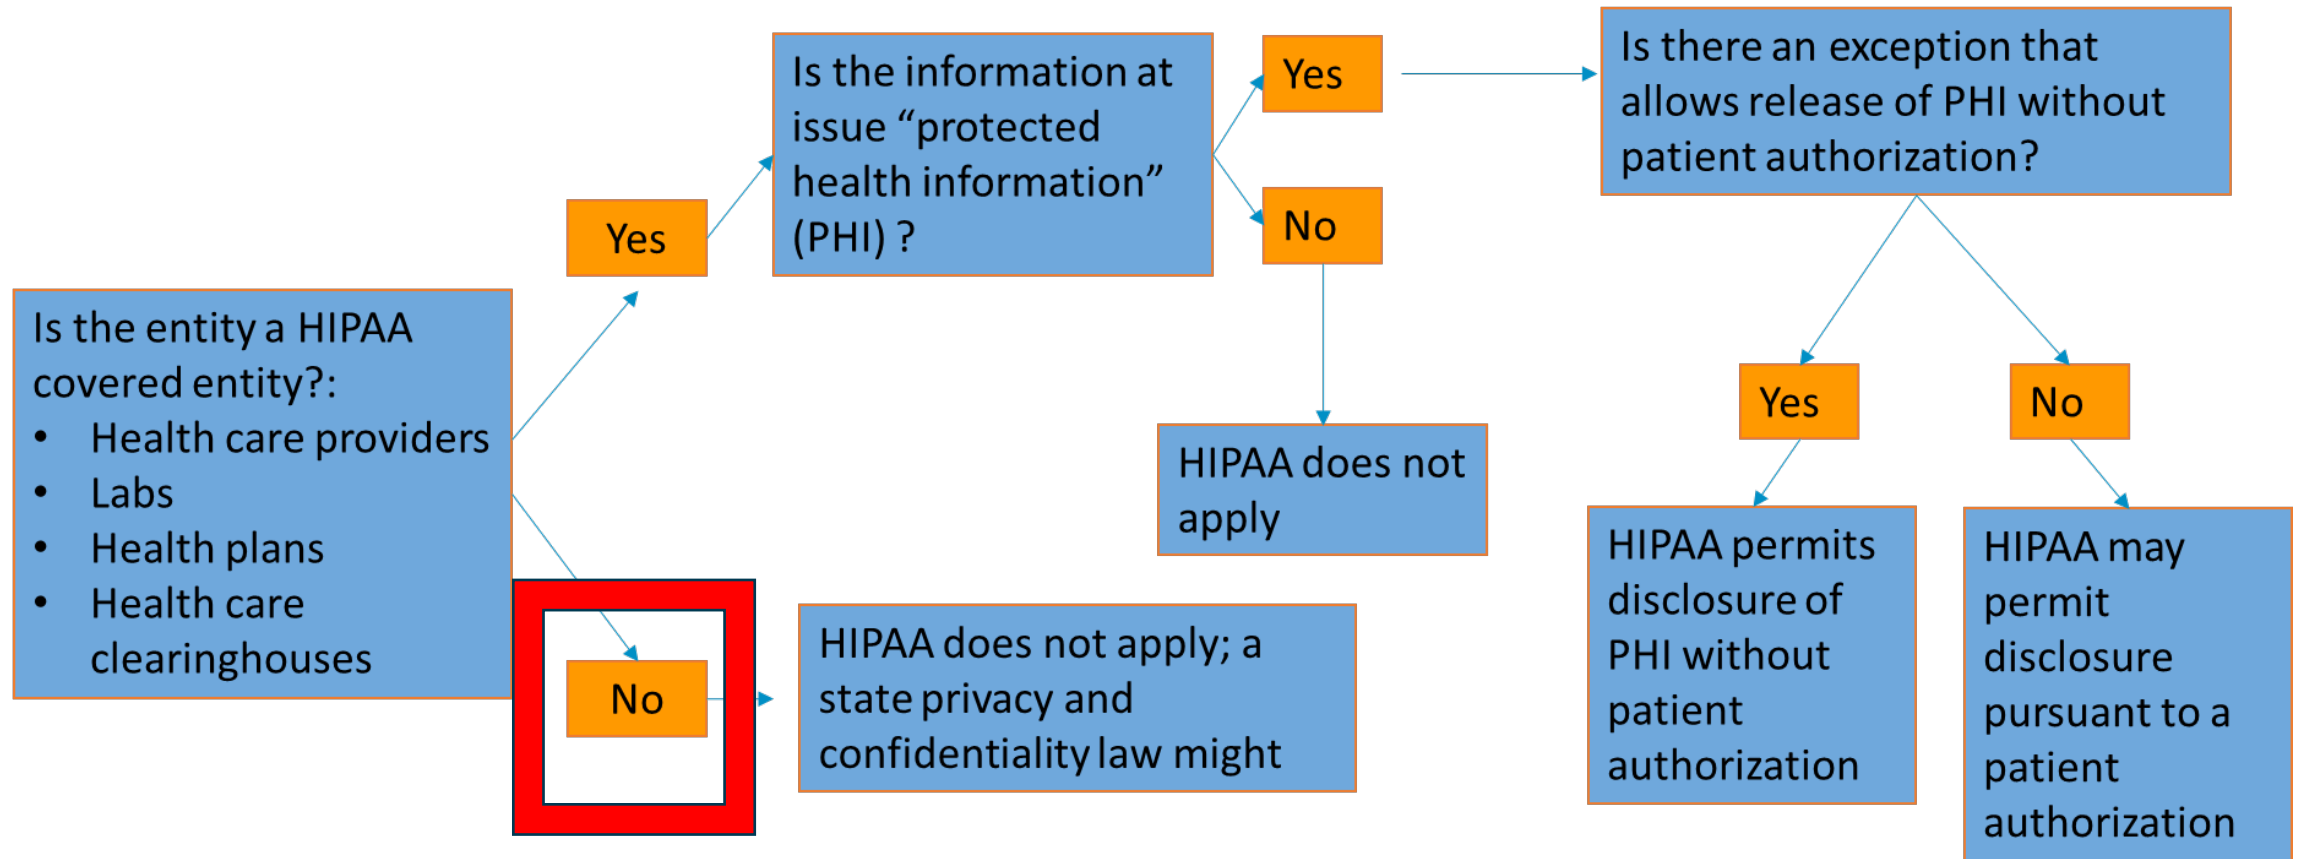 Is the entity a HIPAA
covered entity?:
• Health care providers
• Labs
• Health plans
• Health care
clearinghouses
Yes
No
Is the information at
issue “protected
health information”
(PHI) ?
Yes
No
HIPAA does not
apply
HIPAA does not apply; a
state privacy and
confidentiality law might
Is there an exception that
allows release of PHI without
patient authorization?
Yes
No
HIPAA permits
disclosure of
PHI without
patient
authorization
HIPAA may
permit
disclosure
pursuant to a
patient
authorization